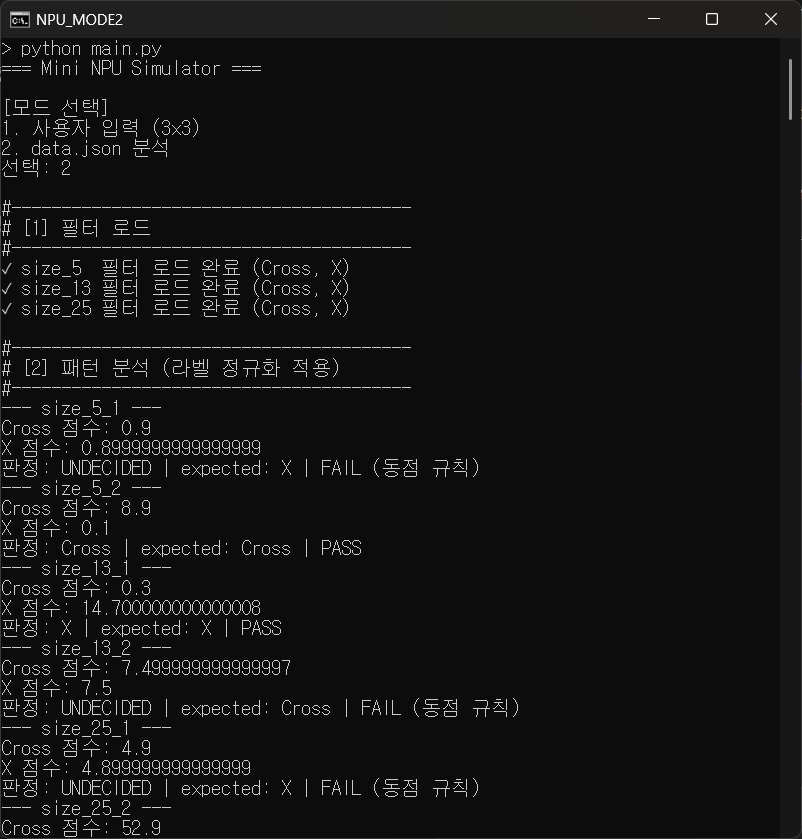 NPU_MODE2
> python main.py
=== Mini NPU Simulator ===
[모드 선택]
1. 사용자 입력 (3x3)
2. data.json 분석
선택: 2
#----------------------------------------
# [1] 필터 로드
#----------------------------------------
✓ size_5  필터 로드 완료 (Cross, X)
✓ size_13 필터 로드 완료 (Cross, X)
✓ size_25 필터 로드 완료 (Cross, X)
#----------------------------------------
# [2] 패턴 분석 (라벨 정규화 적용)
#----------------------------------------
--- size_5_1 ---
Cross 점수: 0.9
X 점수: 0.8999999999999999
판정: UNDECIDED | expected: X | FAIL (동점 규칙)
--- size_5_2 ---
Cross 점수: 8.9
X 점수: 0.1
판정: Cross | expected: Cross | PASS
--- size_13_1 ---
Cross 점수: 0.3
X 점수: 14.700000000000008
판정: X | expected: X | PASS
--- size_13_2 ---
Cross 점수: 7.499999999999997
X 점수: 7.5
판정: UNDECIDED | expected: Cross | FAIL (동점 규칙)
--- size_25_1 ---
Cross 점수: 4.9
X 점수: 4.899999999999999
판정: UNDECIDED | expected: X | FAIL (동점 규칙)
--- size_25_2 ---
Cross 점수: 52.9